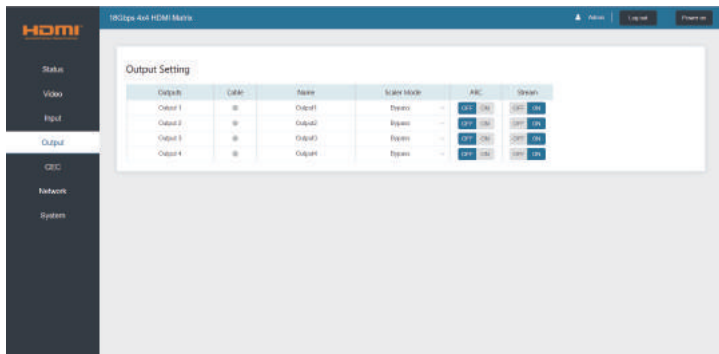 HDMI
18Gbps 4x4 HDMI Matrix
Admin
Log out
Power on
Status
Video
Input
Output
CEC
Network
System
Output Setting
Outputs Cable Name Scaler Mode ARC Stream
Output 1 Output1 Bypass OFF ON OFF ON
Output 2 Output2 Bypass OFF ON OFF ON
Output 3 Output3 Bypass OFF ON OFF ON
Output 4 Output4 Bypass OFF ON OFF ON